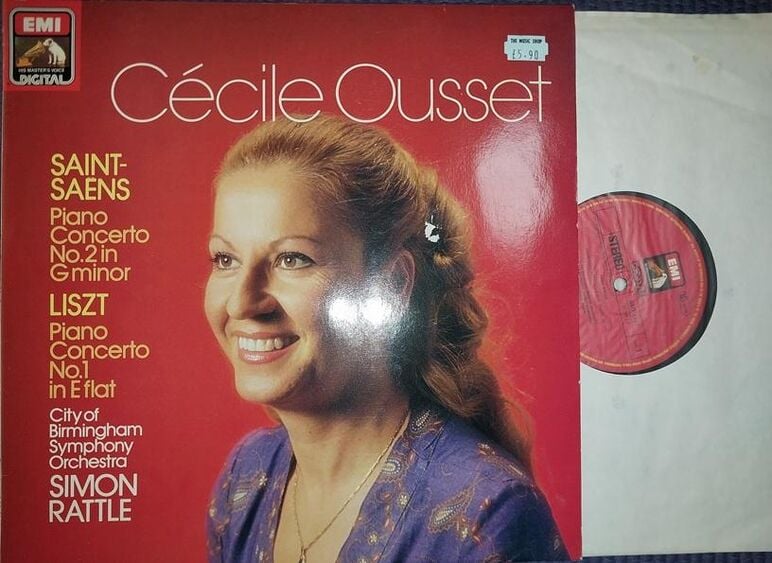 EMI
HIS MASTER'S VOICE
DIGITAL
THE MUSIC SHOP
£5.90
Cécile Ousset
SAINT-
SAËNS
Piano
Concerto
No.2 in
G minor
LISZT
Piano
Concerto
No.1
in E flat
City of
Birmingham
Symphony
Orchestra
SIMON
RATTLE
EMI
STEREO